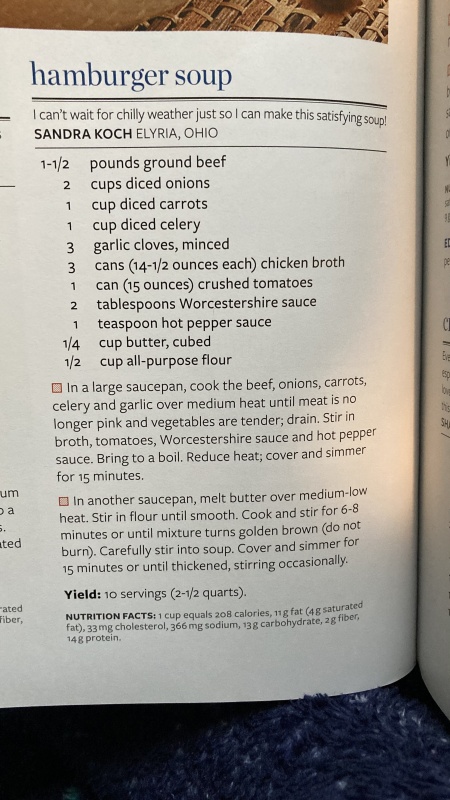 hamburger soup
I can't wait for chilly weather just so I can make this satisfying soup!
SANDRA KOCH ELYRIA, OHIO
1-1/2 pounds ground beef
2 cups diced onions
1 cup diced carrots
1 cup diced celery
3 garlic cloves, minced
3 cans (14-1/2 ounces each) chicken broth
1 can (15 ounces) crushed tomatoes
2 tablespoons Worcestershire sauce
1 teaspoon hot pepper sauce
1/4 cup butter, cubed
1/2 cup all-purpose flour
In a large saucepan, cook the beef, onions, carrots,
celery and garlic over medium heat until meat is no
longer pink and vegetables are tender; drain. Stir in
broth, tomatoes, Worcestershire sauce and hot pepper
sauce. Bring to a boil. Reduce heat; cover and simmer
for 15 minutes.
In another saucepan, melt butter over medium-low
heat. Stir in flour until smooth. Cook and stir for 6-8
minutes or until mixture turns golden brown (do not
burn). Carefully stir into soup. Cover and simmer for
15 minutes or until thickened, stirring occasionally.
Yield: 10 servings (2-1/2 quarts).
NUTRITION FACTS: 1 cup equals 208 calories, 11 g fat (4 g saturated
fat), 33 mg cholesterol, 366 mg sodium, 13 g carbohydrate, 2 g fiber,
14 g protein.